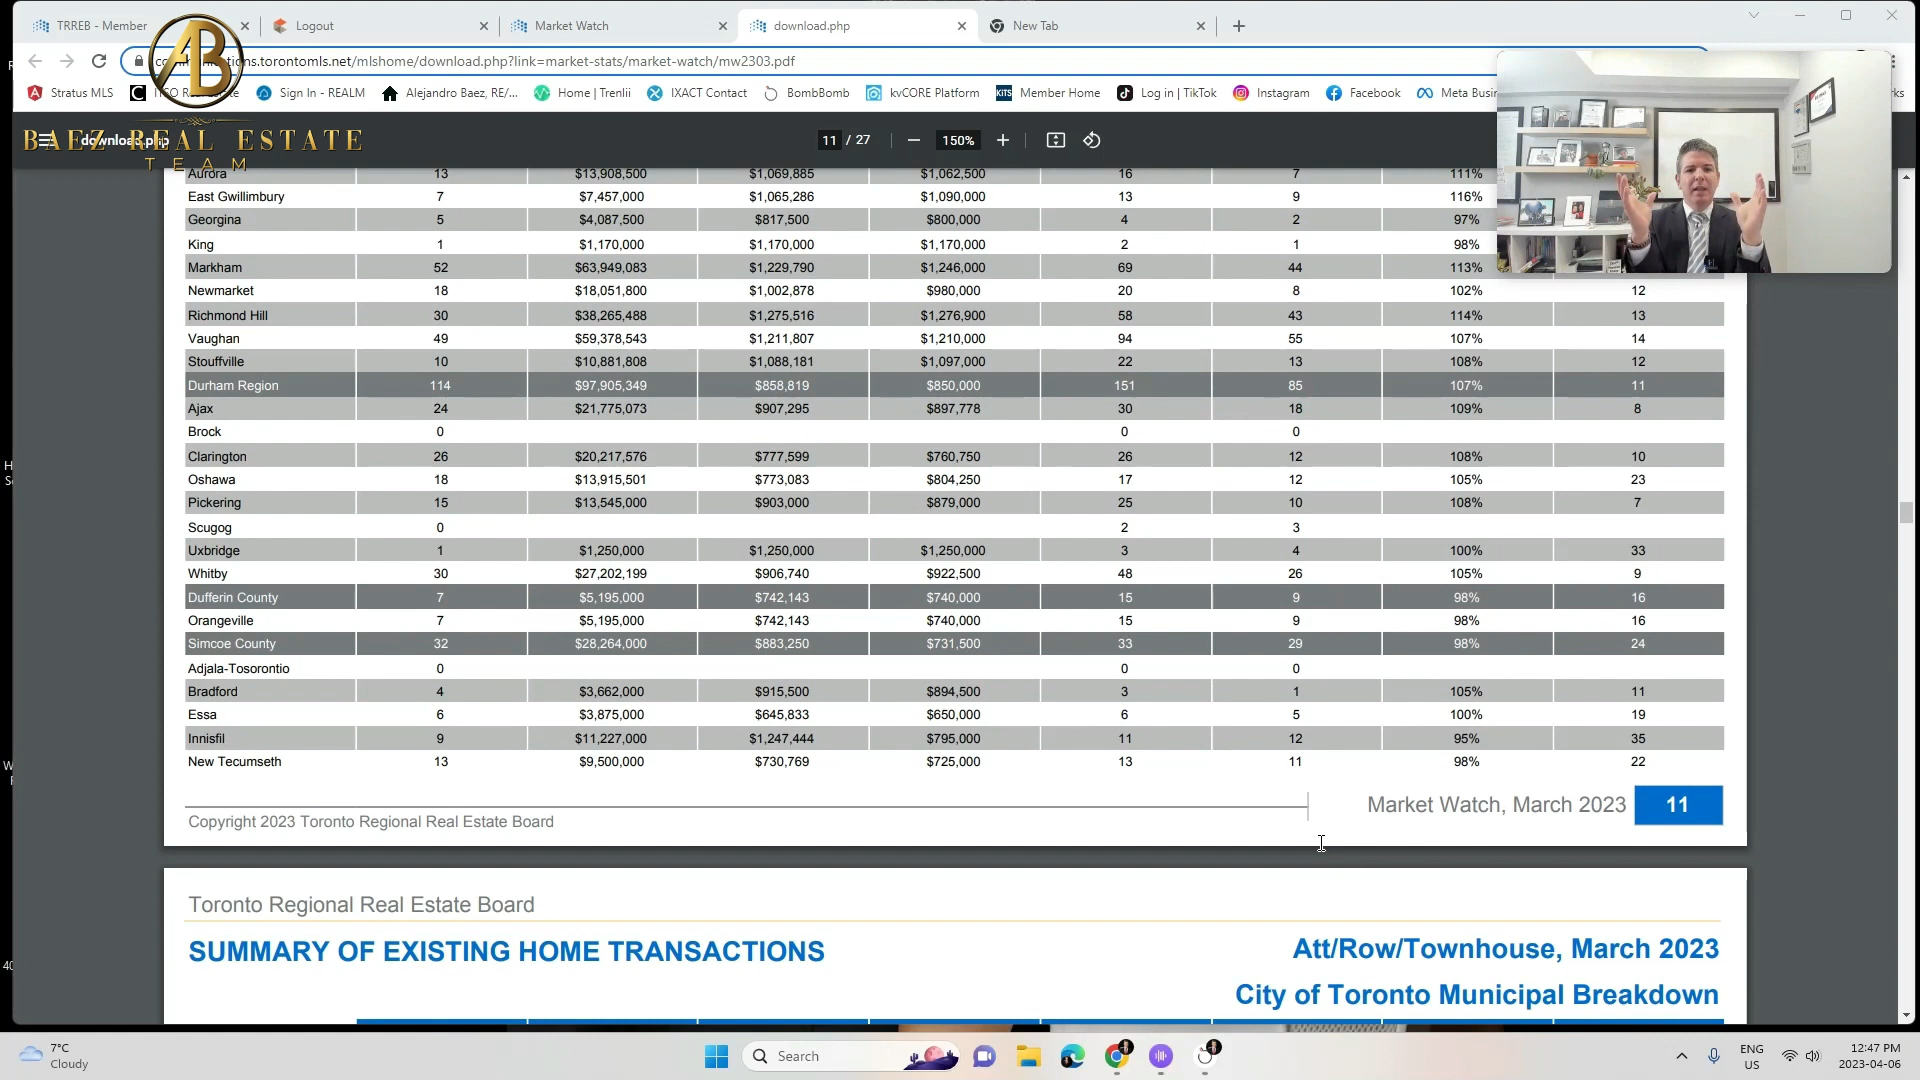 TRREB - Member
Logout
Market Watch
download.php
New Tab
ns.torontomls.net/mlshome/download.php?link=market-stats/market-watch/mw2303.pdf
Stratus MLS
Sign In - REALM
Alejandro Baez, RE/...
Home | Trenlii
IXACT Contact
BombBomb
kvCORE Platform
KiTS Member Home
Log in | TikTok
Instagram
Facebook
Meta Busin
AB
BAEZ REAL ESTATE
TEAM
download.php
11 / 27
150%
Aurora 13 $13,908,500 $1,069,885 $1,062,500 16 7 111%
East Gwillimbury 7 $7,457,000 $1,065,286 $1,090,000 13 9 116%
Georgina 5 $4,087,500 $817,500 $800,000 4 2 97%
King 1 $1,170,000 $1,170,000 $1,170,000 2 1 98%
Markham 52 $63,949,083 $1,229,790 $1,246,000 69 44 113%
Newmarket 18 $18,051,800 $1,002,878 $980,000 20 8 102% 12
Richmond Hill 30 $38,265,488 $1,275,516 $1,276,900 58 43 114% 13
Vaughan 49 $59,378,543 $1,211,807 $1,210,000 94 55 107% 14
Stouffville 10 $10,881,808 $1,088,181 $1,097,000 22 13 108% 12
Durham Region 114 $97,905,349 $858,819 $850,000 151 85 107% 11
Ajax 24 $21,775,073 $907,295 $897,778 30 18 109% 8
Brock 0 0 0
Clarington 26 $20,217,576 $777,599 $760,750 26 12 108% 10
Oshawa 18 $13,915,501 $773,083 $804,250 17 12 105% 23
Pickering 15 $13,545,000 $903,000 $879,000 25 10 108% 7
Scugog 0 2 3
Uxbridge 1 $1,250,000 $1,250,000 $1,250,000 3 4 100% 33
Whitby 30 $27,202,199 $906,740 $922,500 48 26 105% 9
Dufferin County 7 $5,195,000 $742,143 $740,000 15 9 98% 16
Orangeville 7 $5,195,000 $742,143 $740,000 15 9 98% 16
Simcoe County 32 $28,264,000 $883,250 $731,500 33 29 98% 24
Adjala-Tosorontio 0 0 0
Bradford 4 $3,662,000 $915,500 $894,500 3 1 105% 11
Essa 6 $3,875,000 $645,833 $650,000 6 5 100% 19
Innisfil 9 $11,227,000 $1,247,444 $795,000 11 12 95% 35
New Tecumseth 13 $9,500,000 $730,769 $725,000 13 11 98% 22
Market Watch, March 2023 11
Copyright 2023 Toronto Regional Real Estate Board
Toronto Regional Real Estate Board
SUMMARY OF EXISTING HOME TRANSACTIONS
Att/Row/Townhouse, March 2023
City of Toronto Municipal Breakdown
7°C
Cloudy
Search
ENG
US
12:47 PM
2023-04-06